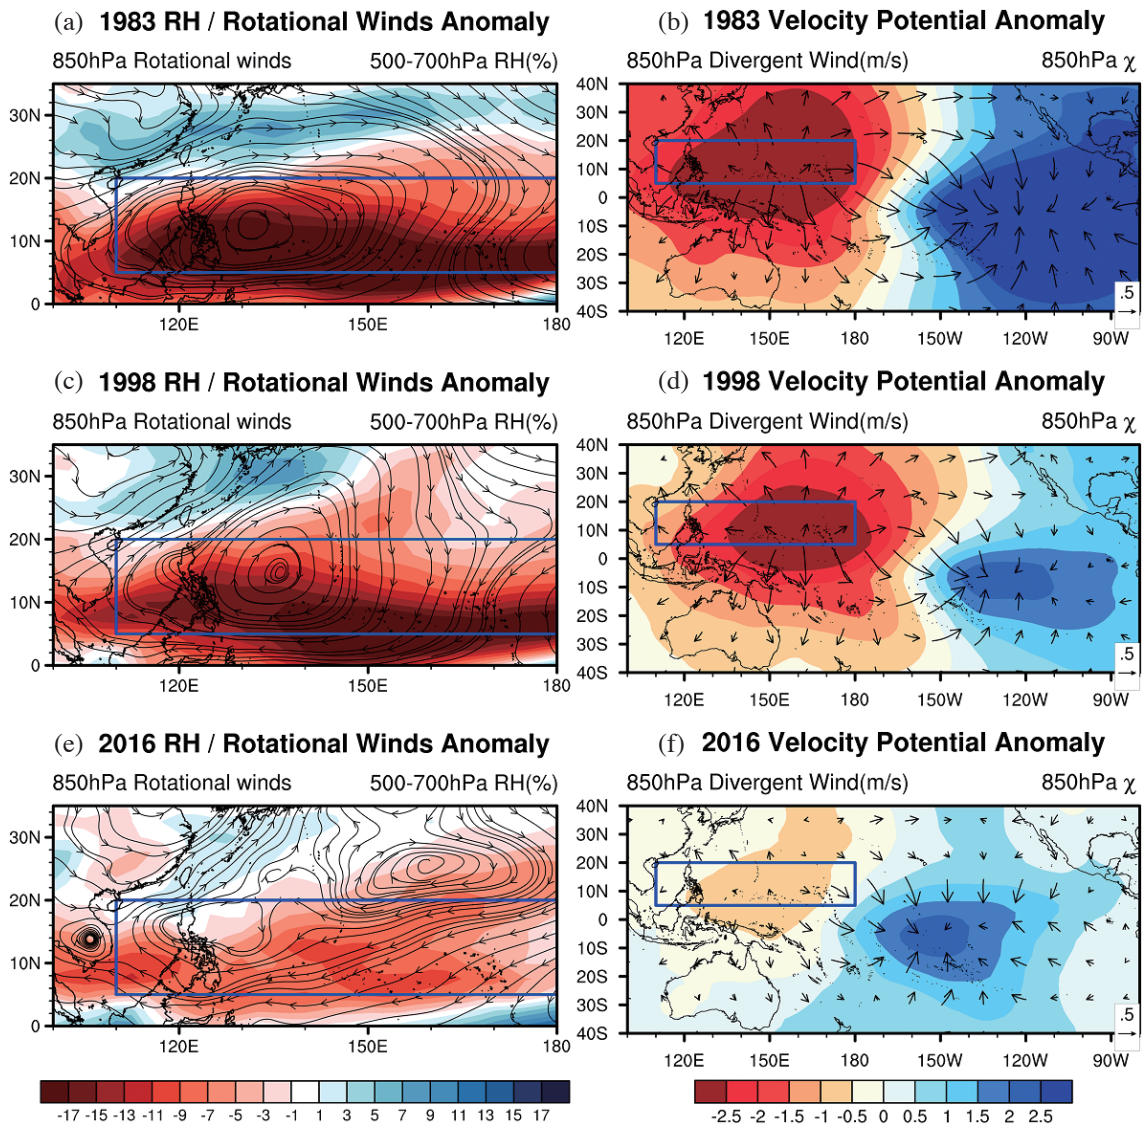 (a) 1983 RH / Rotational Winds Anomaly
850hPa Rotational winds 500-700hPa RH(%)
30N
20N
10N
0
120E 150E 180
(b) 1983 Velocity Potential Anomaly
850hPa Divergent Wind(m/s) 850hPa χ
40N
30N
20N
10N
0
10S
20S
30S
40S
.5
120E 150E 180 150W 120W 90W
(c) 1998 RH / Rotational Winds Anomaly
850hPa Rotational winds 500-700hPa RH(%)
30N
20N
10N
0
120E 150E 180
(d) 1998 Velocity Potential Anomaly
850hPa Divergent Wind(m/s) 850hPa χ
40N
30N
20N
10N
0
10S
20S
30S
40S
.5
120E 150E 180 150W 120W 90W
(e) 2016 RH / Rotational Winds Anomaly
850hPa Rotational winds 500-700hPa RH(%)
30N
20N
10N
0
120E 150E 180
(f) 2016 Velocity Potential Anomaly
850hPa Divergent Wind(m/s) 850hPa χ
40N
30N
20N
10N
0
10S
20S
30S
40S
.5
120E 150E 180 150W 120W 90W
-17 -15 -13 -11 -9 -7 -5 -3 -1 1 3 5 7 9 11 13 15 17
-2.5 -2 -1.5 -1 -0.5 0 0.5 1 1.5 2 2.5